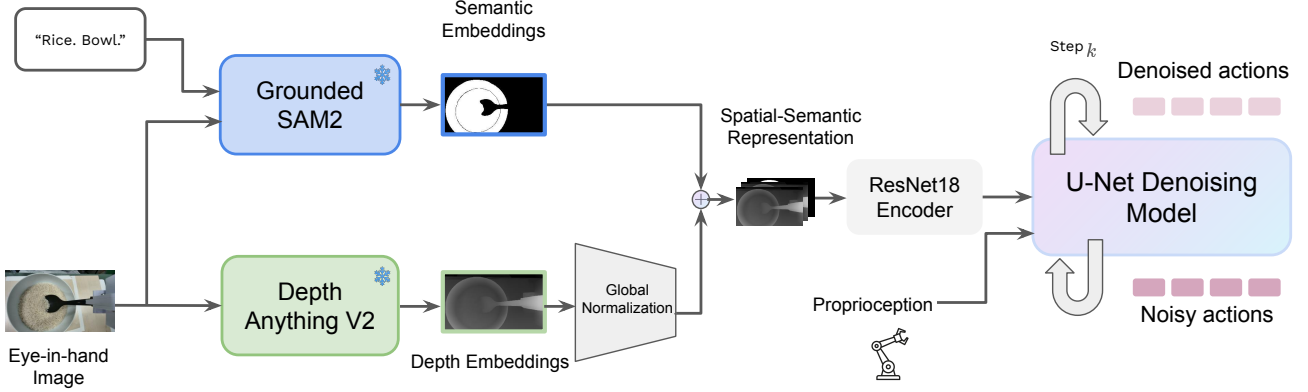 "Rice. Bowl."
Grounded
SAM2
Semantic
Embeddings
Spatial-Semantic
Representation
ResNet18
Encoder
Step k
Denoised actions
U-Net Denoising
Model
Noisy actions
Eye-in-hand
Image
Depth
Anything V2
Depth Embeddings
Global
Normalization
Proprioception